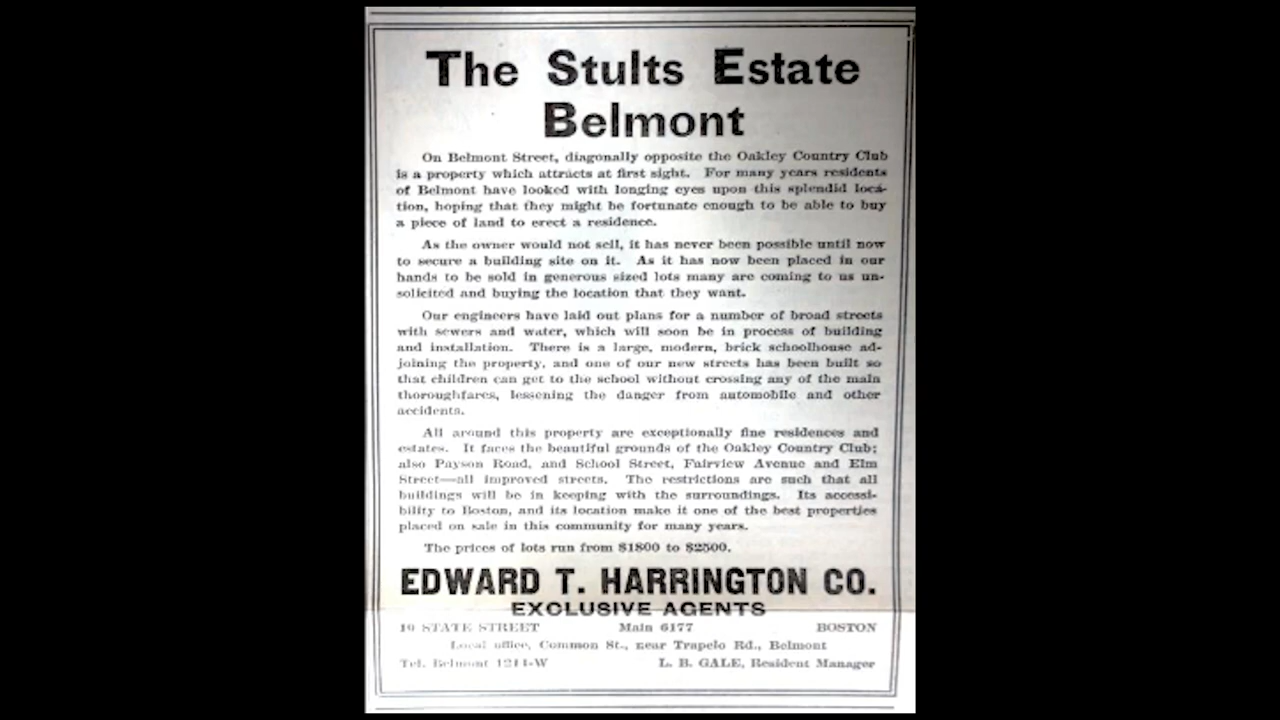 The Stults Estate
Belmont
On Belmont Street, diagonally opposite the Oakley Country Club
is a property which attracts at first sight. For many years residents
of Belmont have looked with longing eyes upon this splendid loca-
tion, hoping that they might be fortunate enough to be able to buy
a piece of land to erect a residence.
As the owner would not sell, it has never been possible until now
to secure a building site on it. As it has now been placed in our
hands to be sold in generous sized lots many are coming to us un-
solicited and buying the location that they want.
Our engineers have laid out plans for a number of broad streets
with sewers and water, which will soon be in process of building
and installation. There is a large, modern, brick schoolhouse ad-
joining the property, and one of our new streets has been built so
that children can get to the school without crossing any of the main
thoroughfares, lessening the danger from automobile and other
accidents.
All around this property are exceptionally fine residences and
estates. It faces the beautiful grounds of the Oakley Country Club;
also Payson Road, and School Street, Fairview Avenue and Elm
Street—all improved streets. The restrictions are such that all
buildings will be in keeping with the surroundings. Its accessi-
bility to Boston, and its location make it one of the best properties
placed on sale in this community for many years.
The prices of lots run from $1800 to $2500.
EDWARD T. HARRINGTON CO.
EXCLUSIVE AGENTS
10 STATE STREET Main 6177 BOSTON
Local office, Common St., near Trapelo Rd., Belmont
Tel. Belmont 1244-W L. B. GALE, Resident Manager